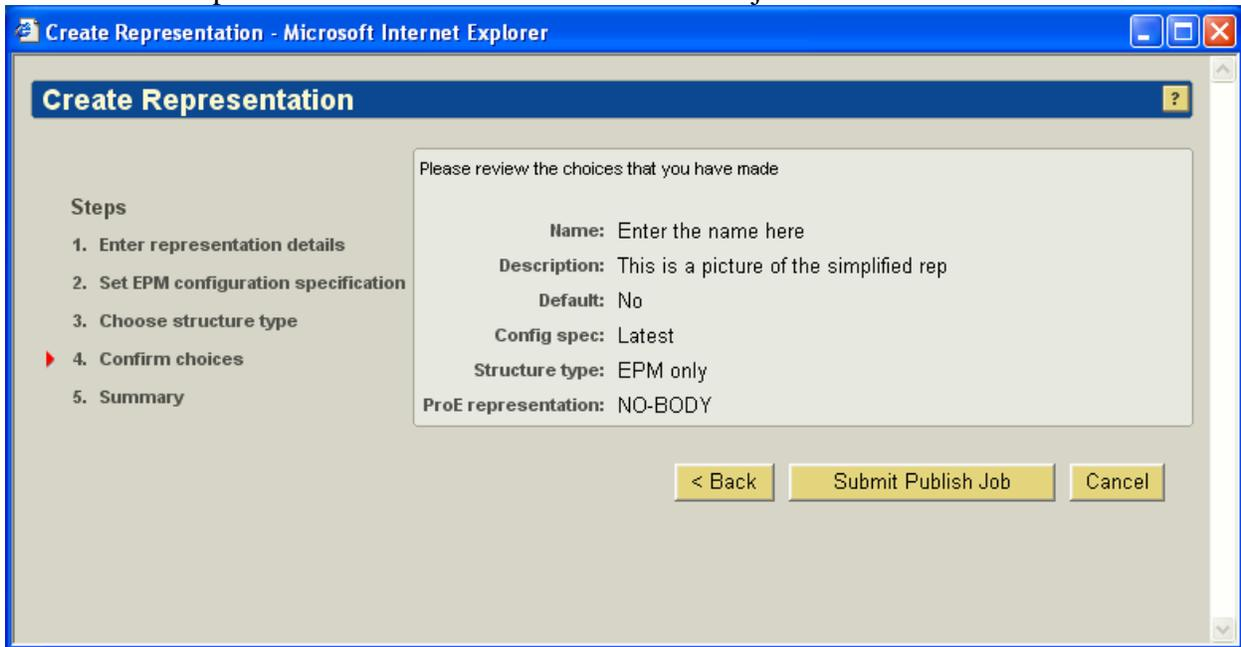 Create Representation - Microsoft Internet Explorer
Create Representation
?
Please review the choices that you have made
Steps
1. Enter representation details
2. Set EPM configuration specification
3. Choose structure type
4. Confirm choices
5. Summary
Name: Enter the name here
Description: This is a picture of the simplified rep
Default: No
Config spec: Latest
Structure type: EPM only
ProE representation: NO-BODY
< Back
Submit Publish Job
Cancel